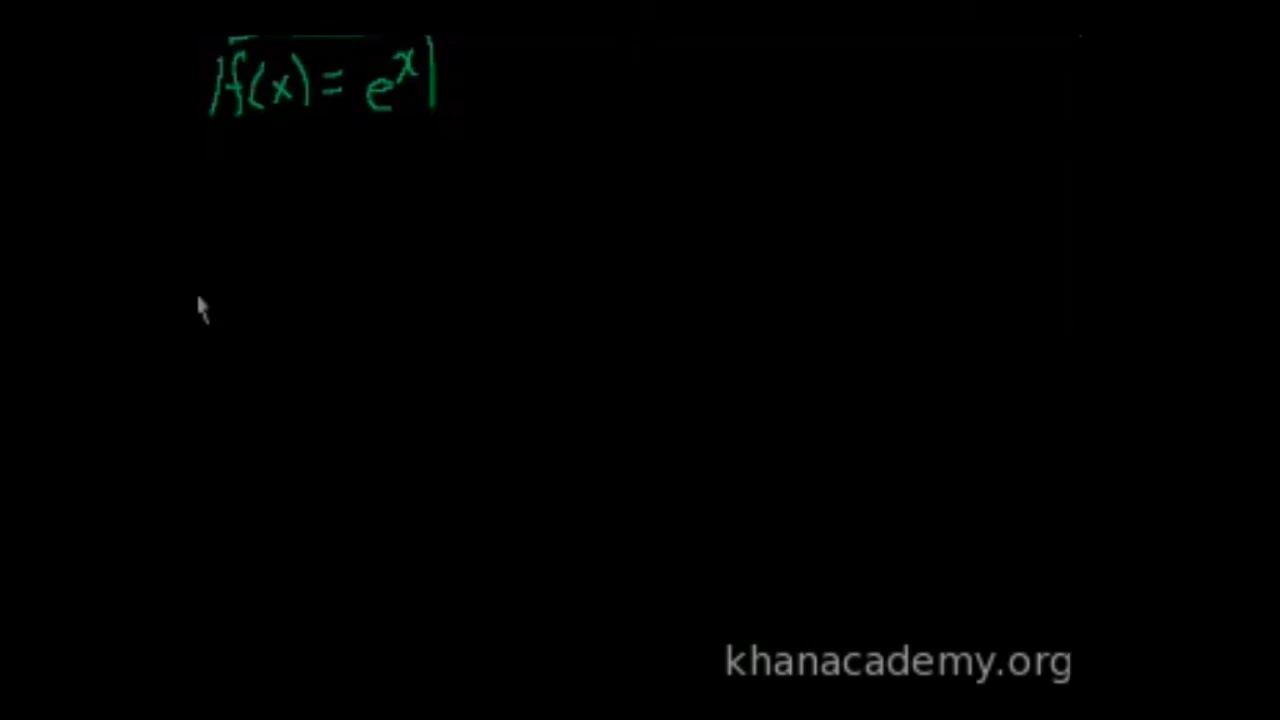 f(x) = e^x
khanacademy.org